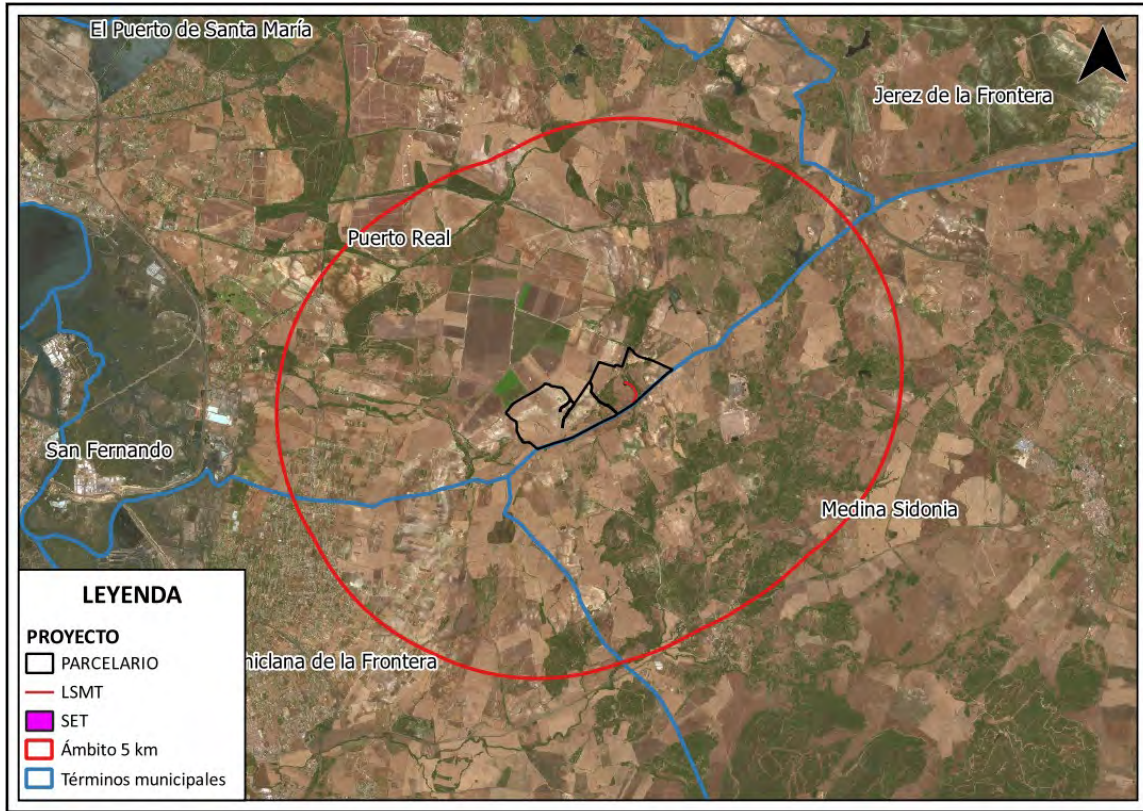 El Puerto de Santa María
Jerez de la Frontera
Puerto Real
San Fernando
Medina Sidonia
hiclana de la Frontera
LEYENDA
PROYECTO
PARCELARIO
LSMT
SET
Ámbito 5 km
Términos municipales